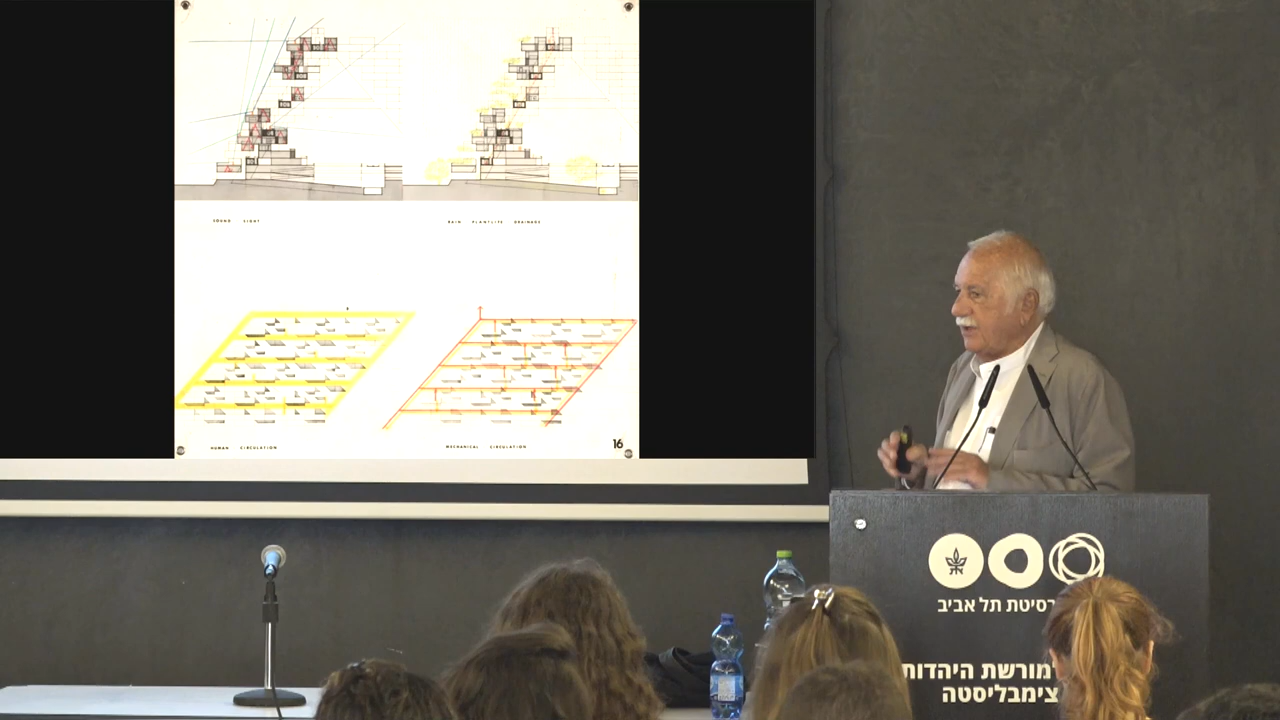 SOUND SIGHT
RAIN PLANTLIFE DRAINAGE
HUMAN CIRCULATION
MECHANICAL CIRCULATION
16
רסיטת תל אביב
מורשת היהדות
צימבליסטה